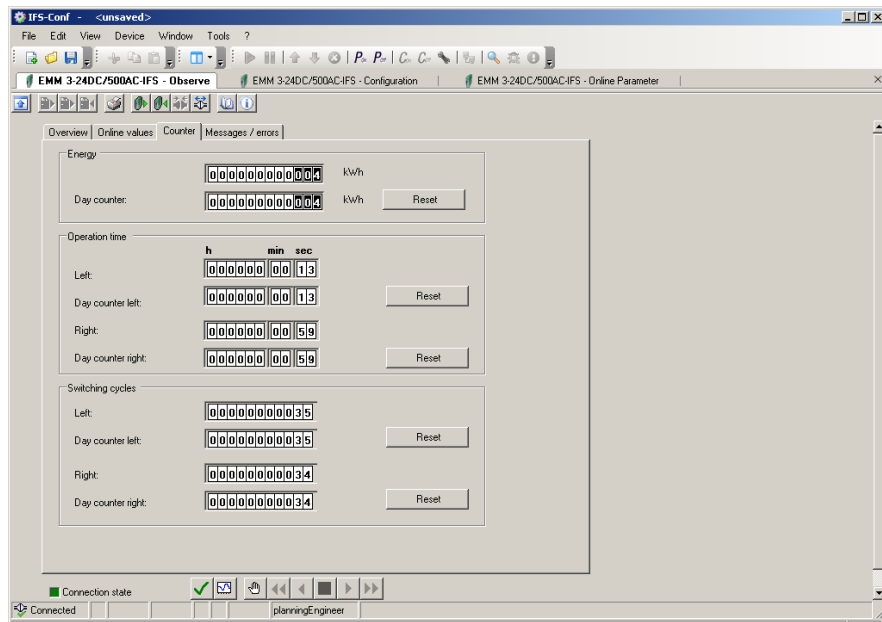 IFS-Conf - <unsaved>
File Edit View Device Window Tools ?
EMM 3-24DC/500AC-IFS - Observe EMM 3-24DC/500AC-IFS - Configuration EMM 3-24DC/500AC-IFS - Online Parameter
Overview Online values Counter Messages / errors
Energy
000000000004 kWh
Day counter: 000000000004 kWh Reset
Operation time
h min sec
Left: 000000 00 13
Day counter left: 000000 00 13 Reset
Right: 000000 00 59
Day counter right: 000000 00 59 Reset
Switching cycles
Left: 00000000035
Day counter left: 00000000035 Reset
Right: 00000000034
Day counter right: 00000000034 Reset
Connection state
Connected planningEngineer